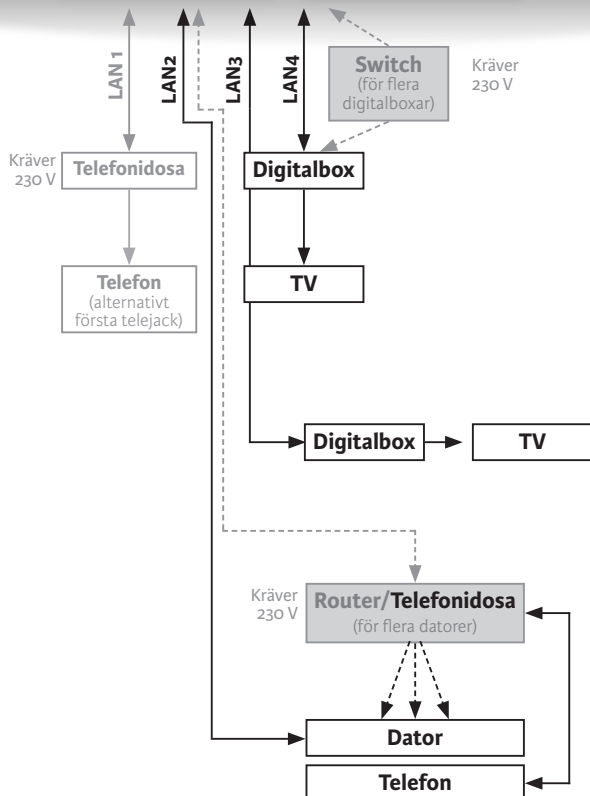 LAN 1
LAN2
LAN3
LAN4
Switch
(för flera
digitalboxar)
Kräver
230 V
Kräver
230 V
Telefonidosa
Digitalbox
Telefon
(alternativt
första telejack)
TV
Digitalbox
TV
Kräver
230 V
Router/Telefonidosa
(för flera datorer)
Dator
Telefon